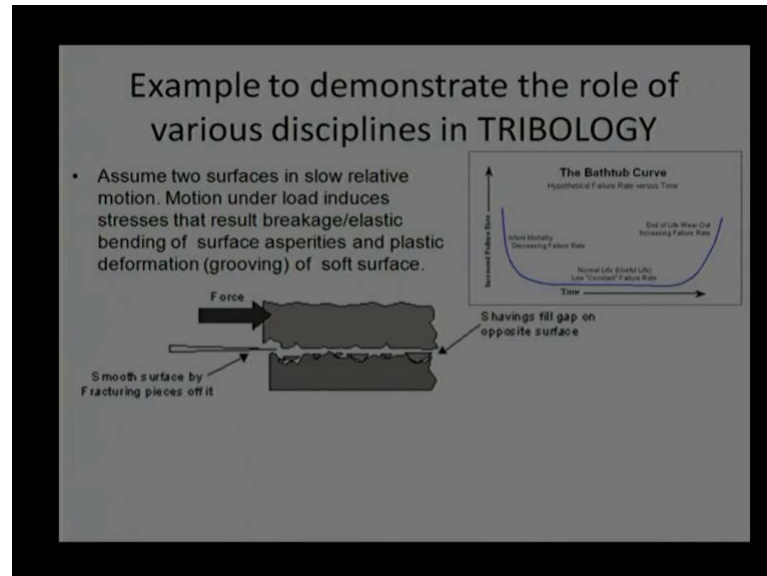 Example to demonstrate the role of
various disciplines in TRIBOLOGY
• Assume two surfaces in slow relative
motion. Motion under load induces
stresses that result breakage/elastic
bending of surface asperities and plastic
deformation (grooving) of soft surface.
The Bathtub Curve
Hypothetical Failure Rate versus Time
Increased Failure Rate
Infant Mortality
Decreasing Failure Rate
End of Life Wear-Out
Increasing Failure Rate
Normal Life (Useful Life)
Low "Constant" Failure Rate
Time
Force
Shavings fill gap on
opposite surface
Smooth surface by
Fracturing pieces off it